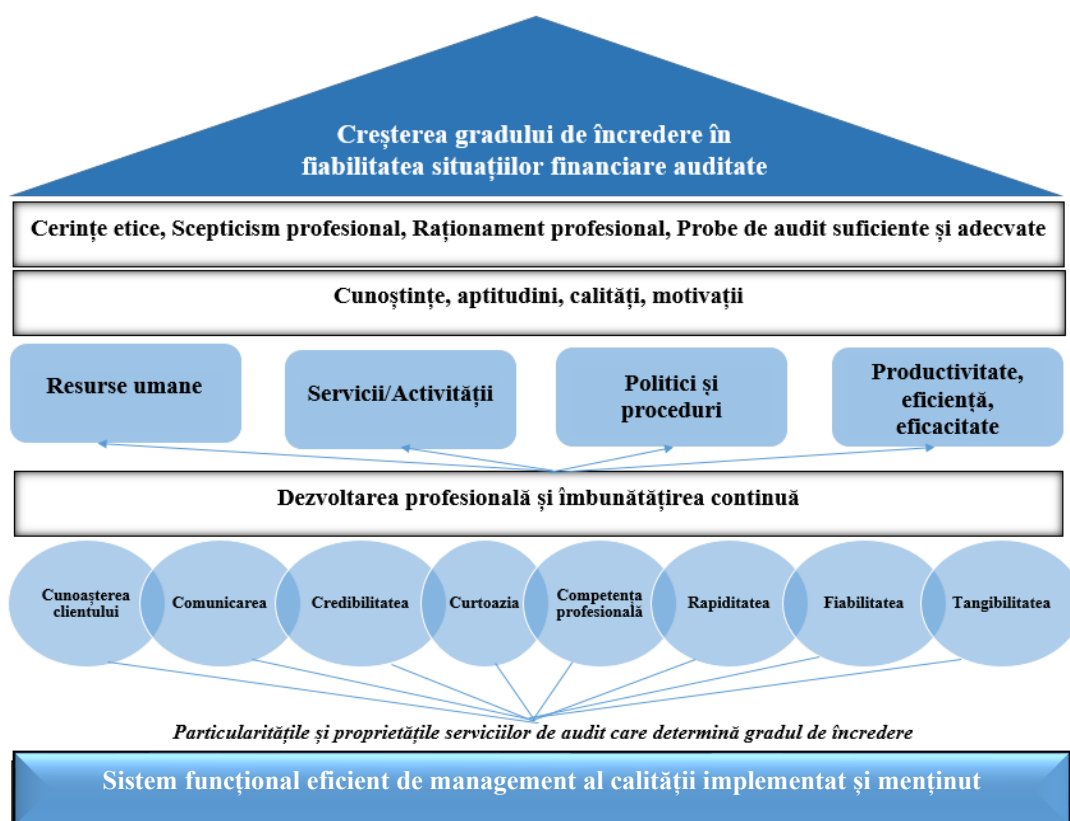 Creșterea gradului de încredere în
fiabilitatea situațiilor financiare auditate
Cerințe etice, Scepticism profesional, Raționament profesional, Probe de audit suficiente și adecvate
Cunoștințe, aptitudini, calități, motivații
Resurse umane
Servicii/Activității
Politici și
proceduri
Productivitate,
eficiență,
eficacitate
Dezvoltarea profesională și îmbunătățirea continuă
Cunoașterea
clientului
Comunicarea
Credibilitatea
Curtoazia
Competența
profesională
Rapiditatea
Fiabilitatea
Tangibilitatea
Particularitățile și proprietățile serviciilor de audit care determină gradul de încredere
Sistem funcțional eficient de management al calității implementat și menținut